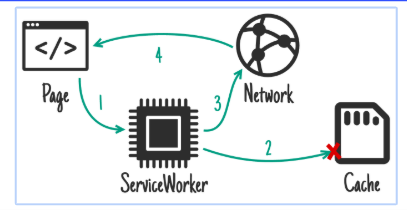 </>
4
Page
1
3
Network
2
ServiceWorker
Cache